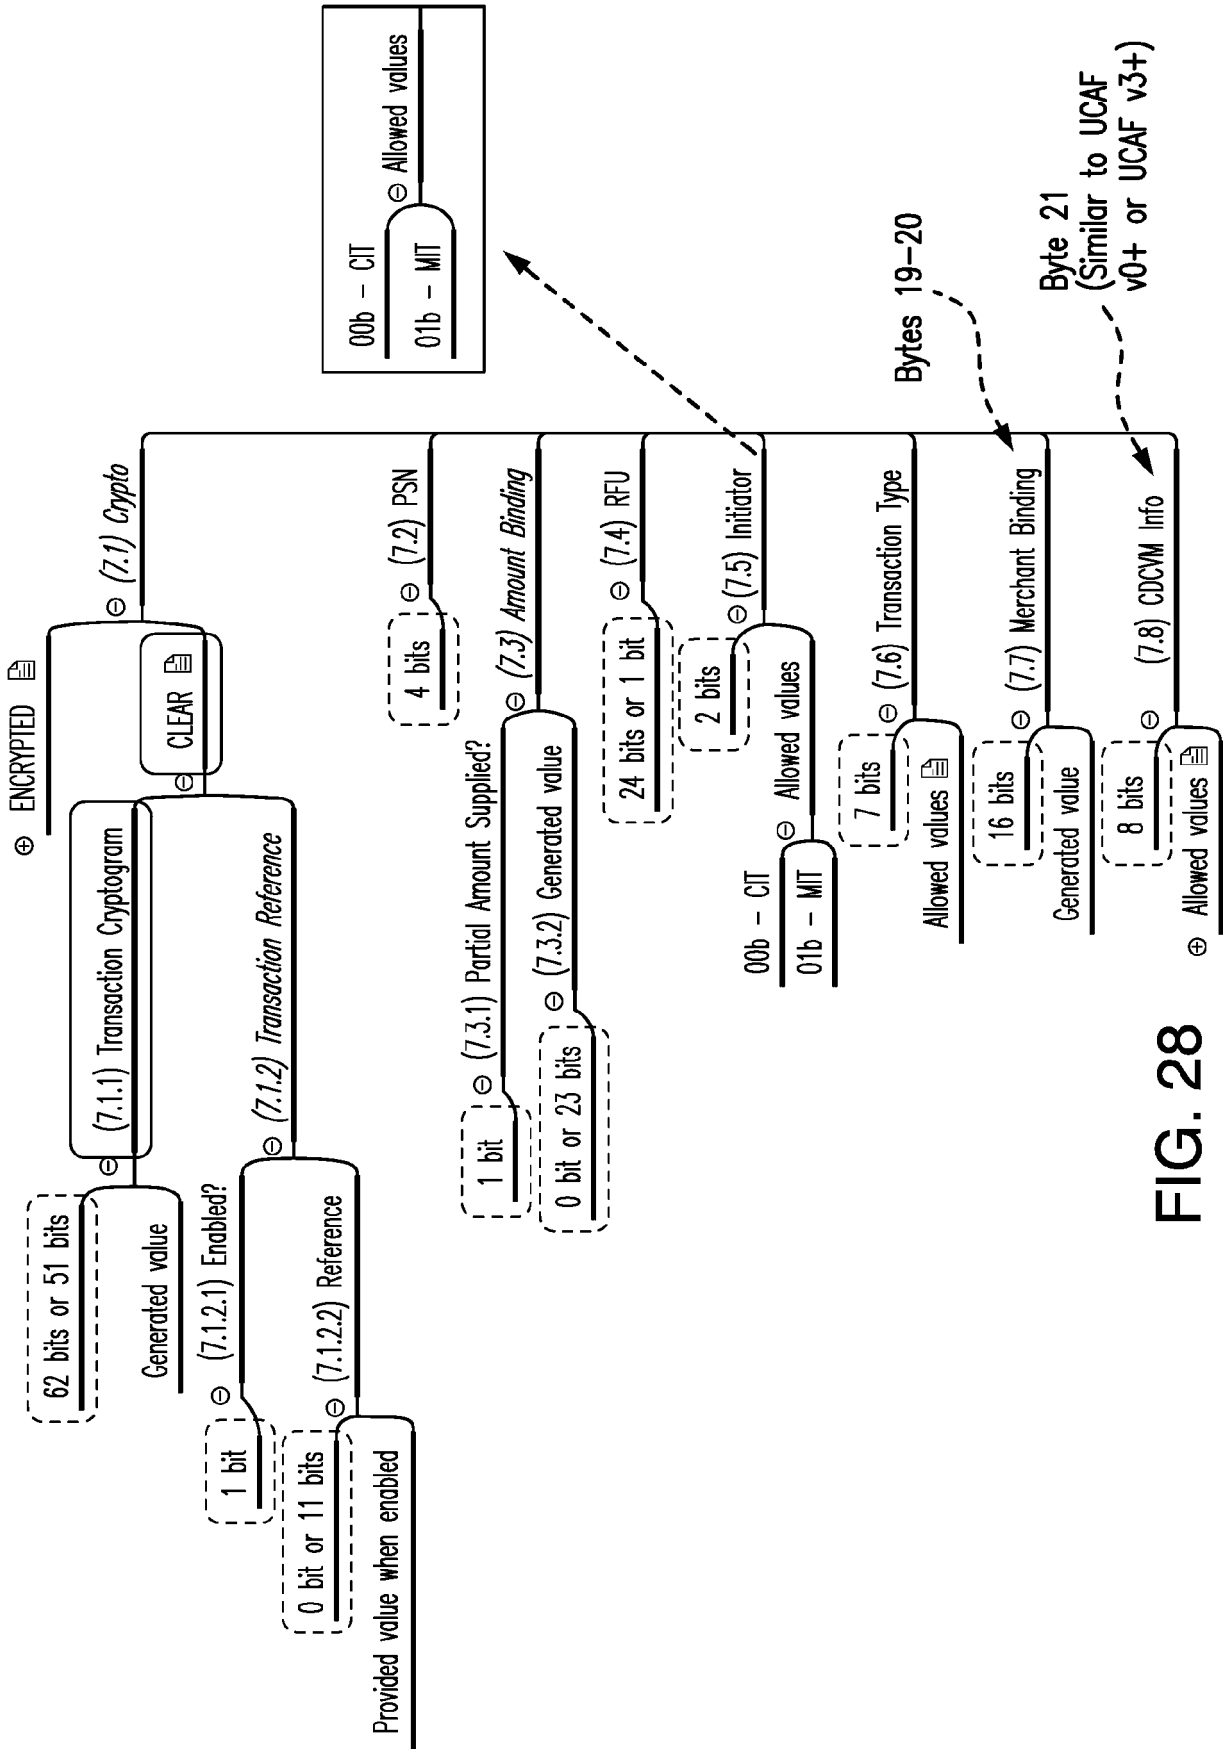 ⊕ ENCRYPTED
⊖ (7.1) Crypto
CLEAR
⊖
(7.1.1) Transaction Cryptogram
⊖
62 bits or 51 bits
Generated value
⊖ (7.1.2) Transaction Reference
⊖ (7.1.2.1) Enabled?
1 bit
⊖ (7.1.2.2) Reference
0 bit or 11 bits
Provided value when enabled
⊖ (7.2) PSN
4 bits
⊖ (7.3) Amount Binding
⊖ (7.3.1) Partial Amount Supplied?
1 bit
⊖ (7.3.2) Generated value
0 bit or 23 bits
⊖ (7.4) RFU
24 bits or 1 bit
⊖ (7.5) Initiator
2 bits
⊖ Allowed values
00b - CIT
01b - MIT
00b - CIT
01b - MIT
⊖ Allowed values
⊖ (7.6) Transaction Type
7 bits
Allowed values
Bytes 19-20
⊖ (7.7) Merchant Binding
16 bits
Generated value
Byte 21
(Similar to UCAF
v0+ or UCAF v3+)
⊖ (7.8) CDCVM Info
8 bits
⊕ Allowed values
FIG. 28